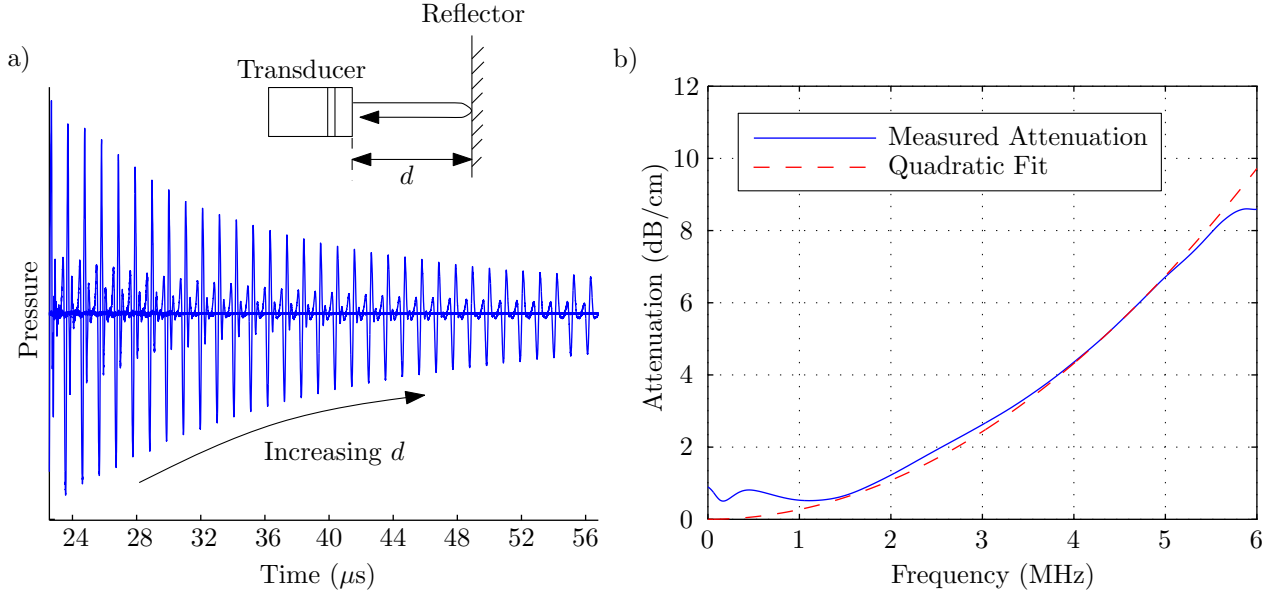 a)
Reflector
Transducer
d
Pressure
Increasing d
24 28 32 36 40 44 48 52 56
Time (μs)
b)
Attenuation (dB/cm)
12
10
8
6
4
2
0
Measured Attenuation
Quadratic Fit
0 1 2 3 4 5 6
Frequency (MHz)